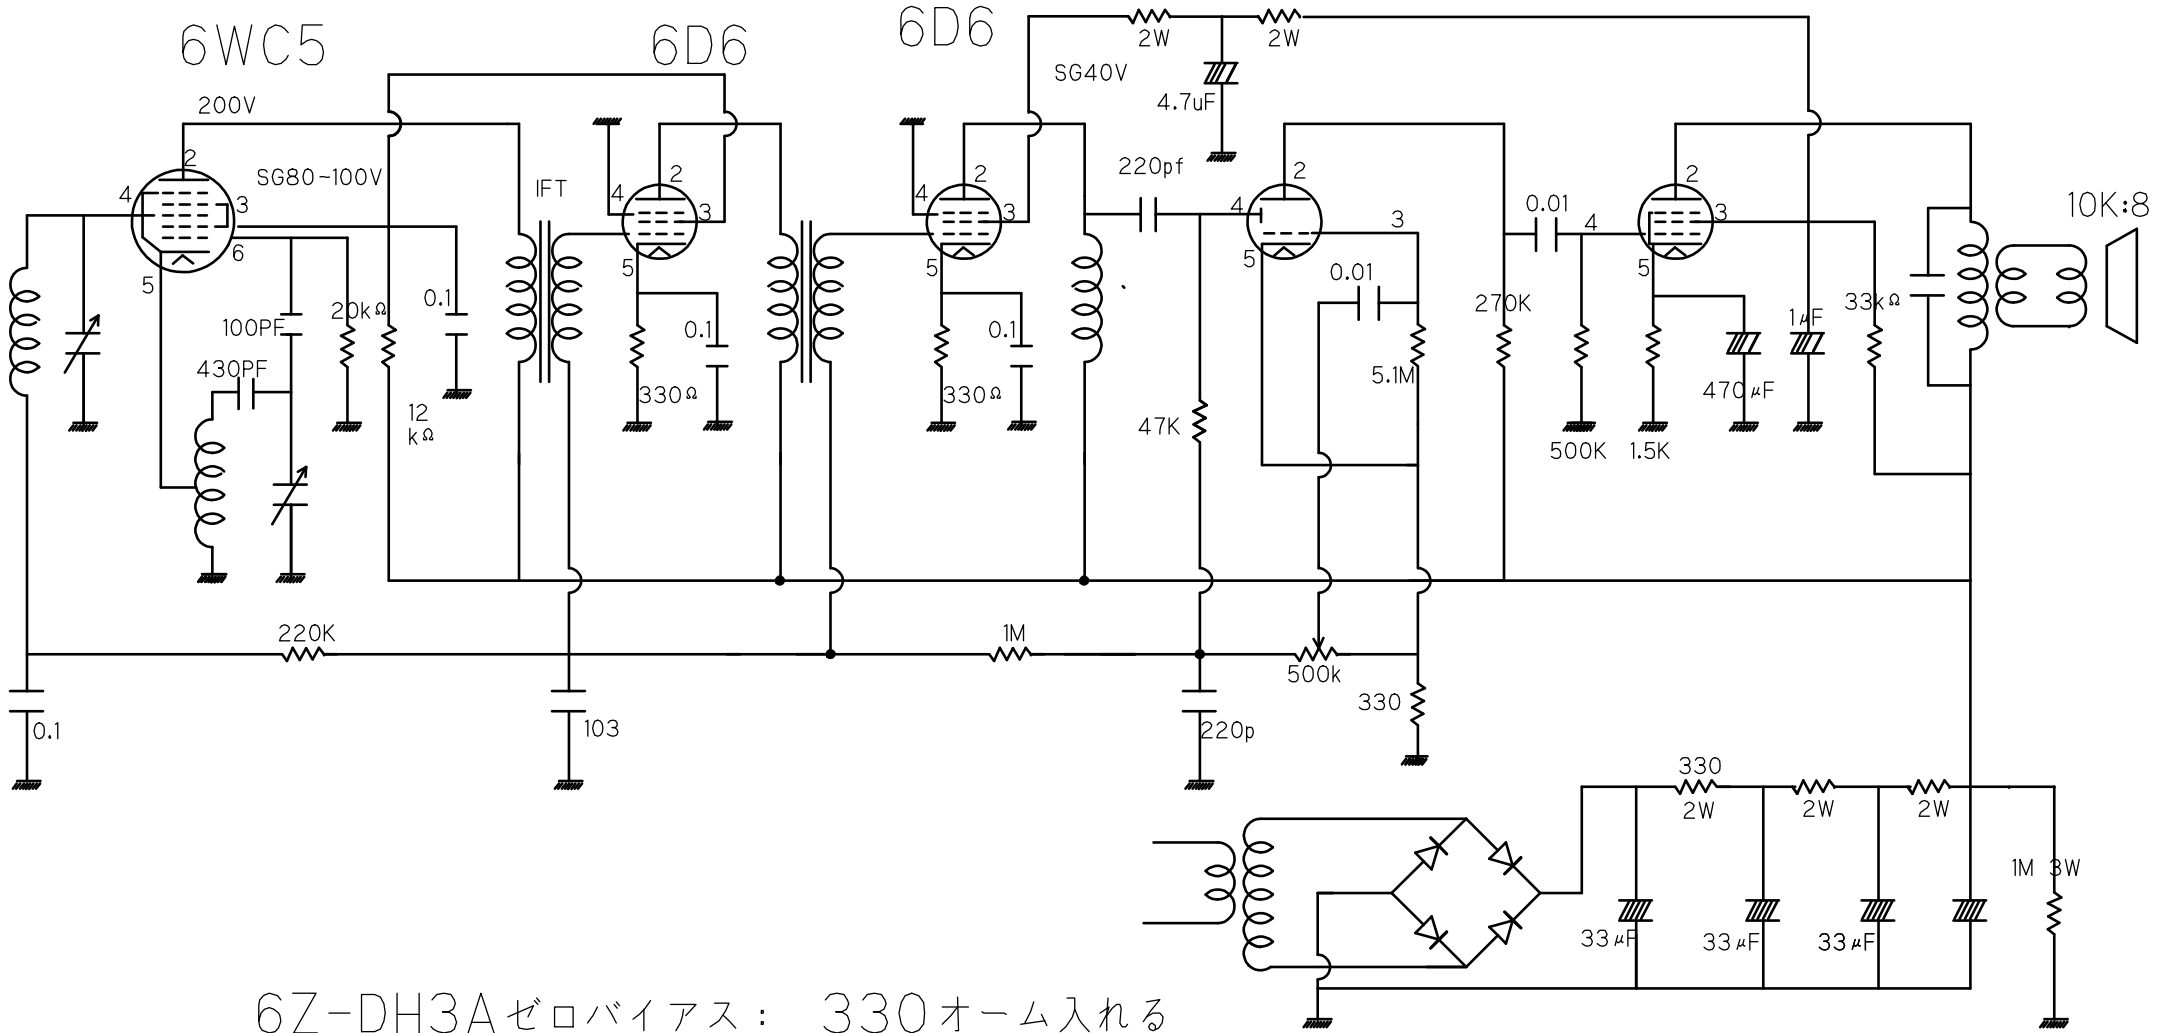 6WC5
6D6
6D6
2W
2W
SG40V
4.7uF
200V
2
SG80-100V
4
3
6
5
IFT
4
2
3
5
4
2
3
5
220pf
4
2
3
5
0.01
0.01
4
2
3
5
10K:8
100PF
20kΩ
0.1
430PF
12
kΩ
0.1
330Ω
0.1
330Ω
47K
5.1M
270K
500K
1.5K
470μF
1μF
33kΩ
220K
1M
500k
330
0.1
103
220p
330
2W
2W
2W
1M 3W
33μF
33μF
33μF
6Z-DH3Aゼロバイアス: 330オーム入れる